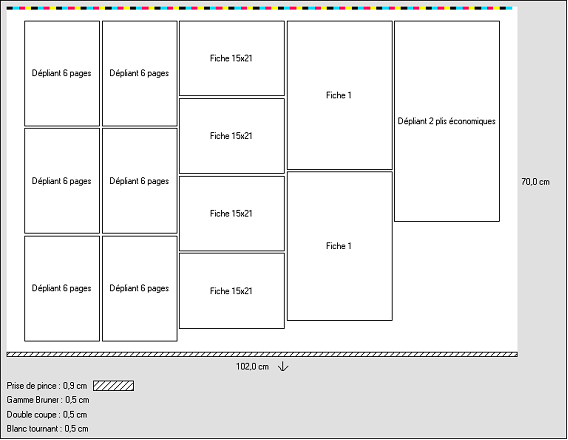 Dépliant 6 pages
Dépliant 6 pages
Fiche 15x21
Fiche 1
Dépliant 2 plis économiques
Fiche 15x21
Dépliant 6 pages
Dépliant 6 pages
70,0 cm
Fiche 15x21
Fiche 1
Dépliant 6 pages
Dépliant 6 pages
Fiche 15x21
102,0 cm
Prise de pince : 0,9 cm
Gamme Bruner : 0,5 cm
Double coupe : 0,5 cm
Blanc tournant : 0,5 cm